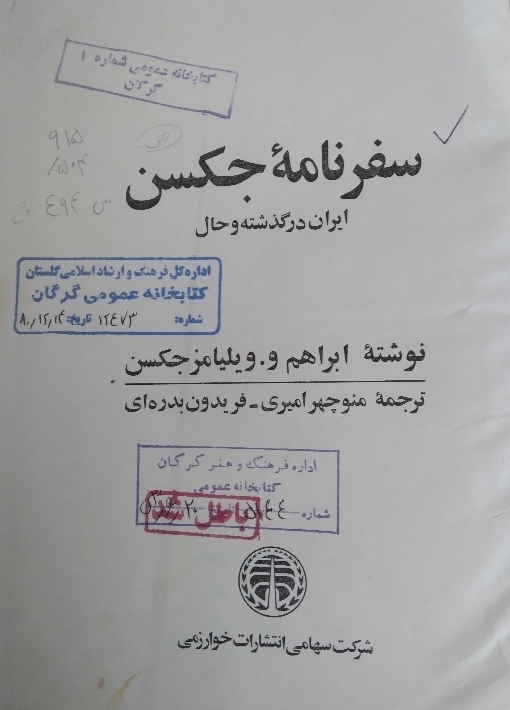 کتابخانه عمومی شماره ۱
گرگان
۹۱۵
/۵۰۴
س ۴۹۴ ج
سفرنامهٔ جکسن
ایران در گذشته و حال
اداره کل فرهنگ و ارشاد اسلامی گلستان
کتابخانه عمومی گرگان
شماره: ۱۲۴۷۳ تاریخ: ۸۰/۱۲/۱۴
نوشتهٔ ابراهم و. ویلیامز جکسن
ترجمهٔ منوچهر امیری ـ فریدون بدره‌ای
اداره فرهنگ و هنر گرگان
کتابخانه عمومی
شماره ۵۱۴۴
باطل شد
شرکت سهامی انتشارات خوارزمی